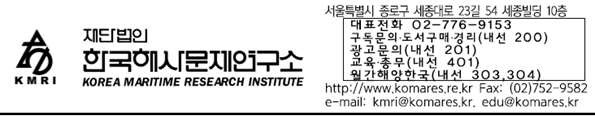 KMRI
재단법인
한국해사문제연구소
KOREA MARITIME RESEARCH INSTITUTE
서울특별시 종로구 세종대로 23길 54 세종빌딩 10층
대표전화 02-776-9153
구독문의·도서구매·경리(내선 200)
광고문의(내선 201)
교육·총무(내선 401)
월간해양한국(내선 303,304)
http://www.komares.re.kr Fax: (02)752-9582
e-mail: kmri@komares.kr, edu@komares.kr